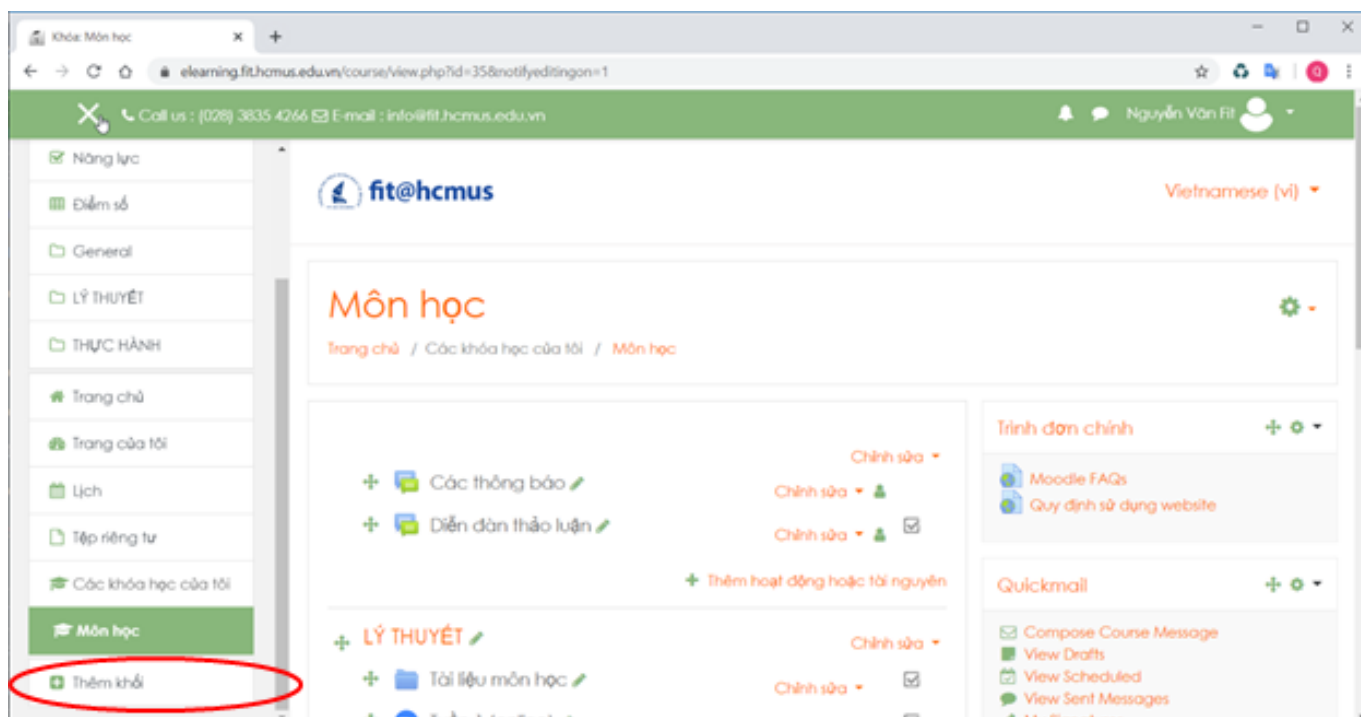 Khóa: Môn học
elearning.fit.hcmus.edu.vn/course/view.php?id=35&notifyeditingon=1
Q
Call us : (028) 3835 4266 E-mail : info@fit.hcmus.edu.vn
Nguyễn Văn Fit
Năng lực
Điểm số
General
LÝ THUYẾT
THỰC HÀNH
Trang chủ
Trang của tôi
Lịch
Tệp riêng tư
Các khóa học của tôi
Môn học
Thêm khối
fit@hcmus
Vietnamese (vi)
Môn học
Trang chủ / Các khóa học của tôi / Môn học
Chỉnh sửa
Các thông báo
Chỉnh sửa
Diễn đàn thảo luận
Chỉnh sửa
Thêm hoạt động hoặc tài nguyên
LÝ THUYẾT
Chỉnh sửa
Tài liệu môn học
Chỉnh sửa
Trình đơn chính
Moodle FAQs
Quy định sử dụng website
Quickmail
Compose Course Message
View Drafts
View Scheduled
View Sent Messages